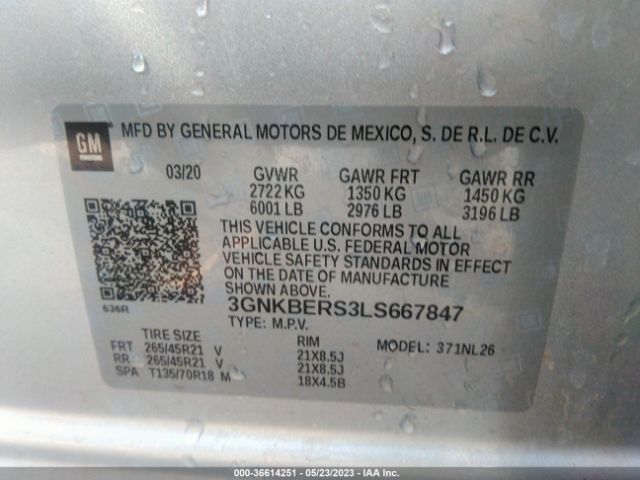 GM MFD BY GENERAL MOTORS DE MEXICO, S. DE R.L. DE C.V.
03/20 GVWR GAWR FRT GAWR RR
2722 KG 1350 KG 1450 KG
6001 LB 2976 LB 3196 LB
THIS VEHICLE CONFORMS TO ALL
APPLICABLE U.S. FEDERAL MOTOR
VEHICLE SAFETY STANDARDS IN EFFECT
ON THE DATE OF MANUFACTURE
SHOWN ABOVE.
636R 3GNKBERS3LS667847
TYPE: M.P.V.
TIRE SIZE RIM MODEL: 371NL26
FRT 265/45R21 V 21X8.5J
RR 265/45R21 V 21X8.5J
SPA T135/70R18 M 18X4.5B
000-36614251 - 05/23/2023 - IAA Inc.